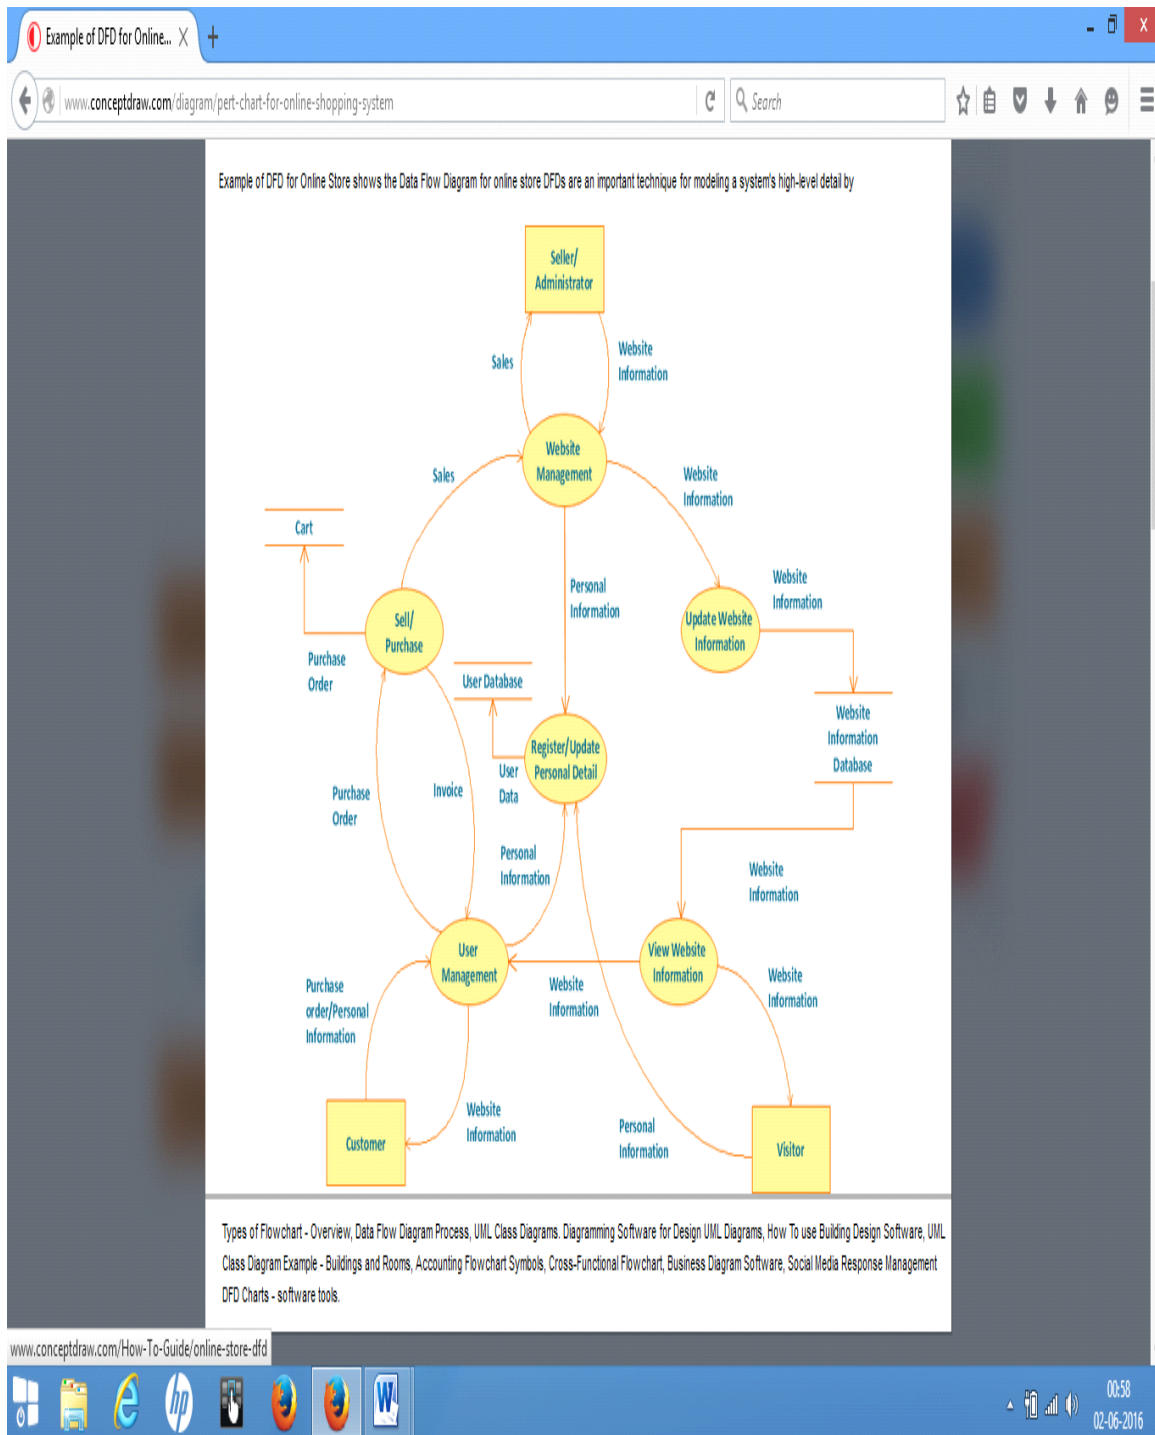 Example of DFD for Online...
www.conceptdraw.com/diagram/pert-chart-for-online-shopping-system
Search
Example of DFD for Online Store shows the Data Flow Diagram for online store DFDs are an important technique for modeling a system's high-level detail by
Seller/
Administrator
Sales
Website
Information
Website
Management
Sales
Website
Information
Cart
Personal
Information
Website
Information
Sell/
Purchase
Update Website
Information
Purchase
Order
User Database
Website
Information
Database
Register/Update
Personal Detail
User
Data
Purchase
Order
Invoice
Personal
Information
Website
Information
User
Management
View Website
Information
Purchase
order/Personal
Information
Website
Information
Website
Information
Customer
Website
Information
Personal
Information
Visitor
Types of Flowchart - Overview, Data Flow Diagram Process, UML Class Diagrams. Diagramming Software for Design UML Diagrams, How To use Building Design Software, UML
Class Diagram Example - Buildings and Rooms, Accounting Flowchart Symbols, Cross-Functional Flowchart, Business Diagram Software, Social Media Response Management
DFD Charts - software tools.
www.conceptdraw.com/How-To-Guide/online-store-dfd
hp
W
00:58
02-06-2016